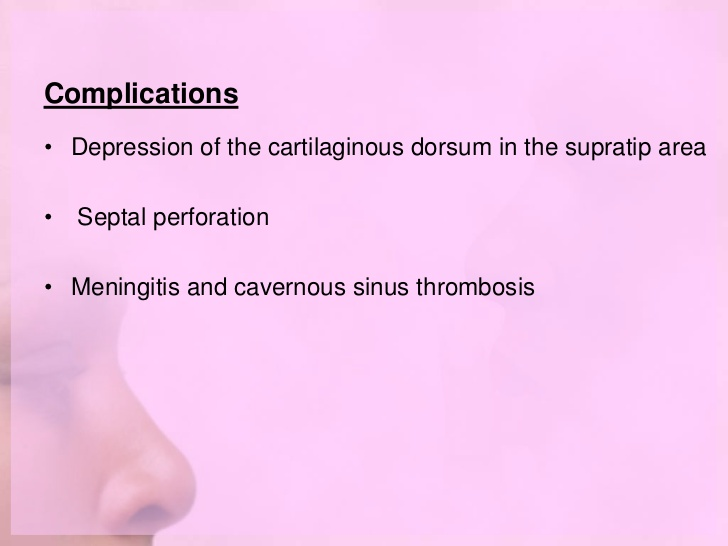 Complications
• Depression of the cartilaginous dorsum in the supratip area
• Septal perforation
• Meningitis and cavernous sinus thrombosis